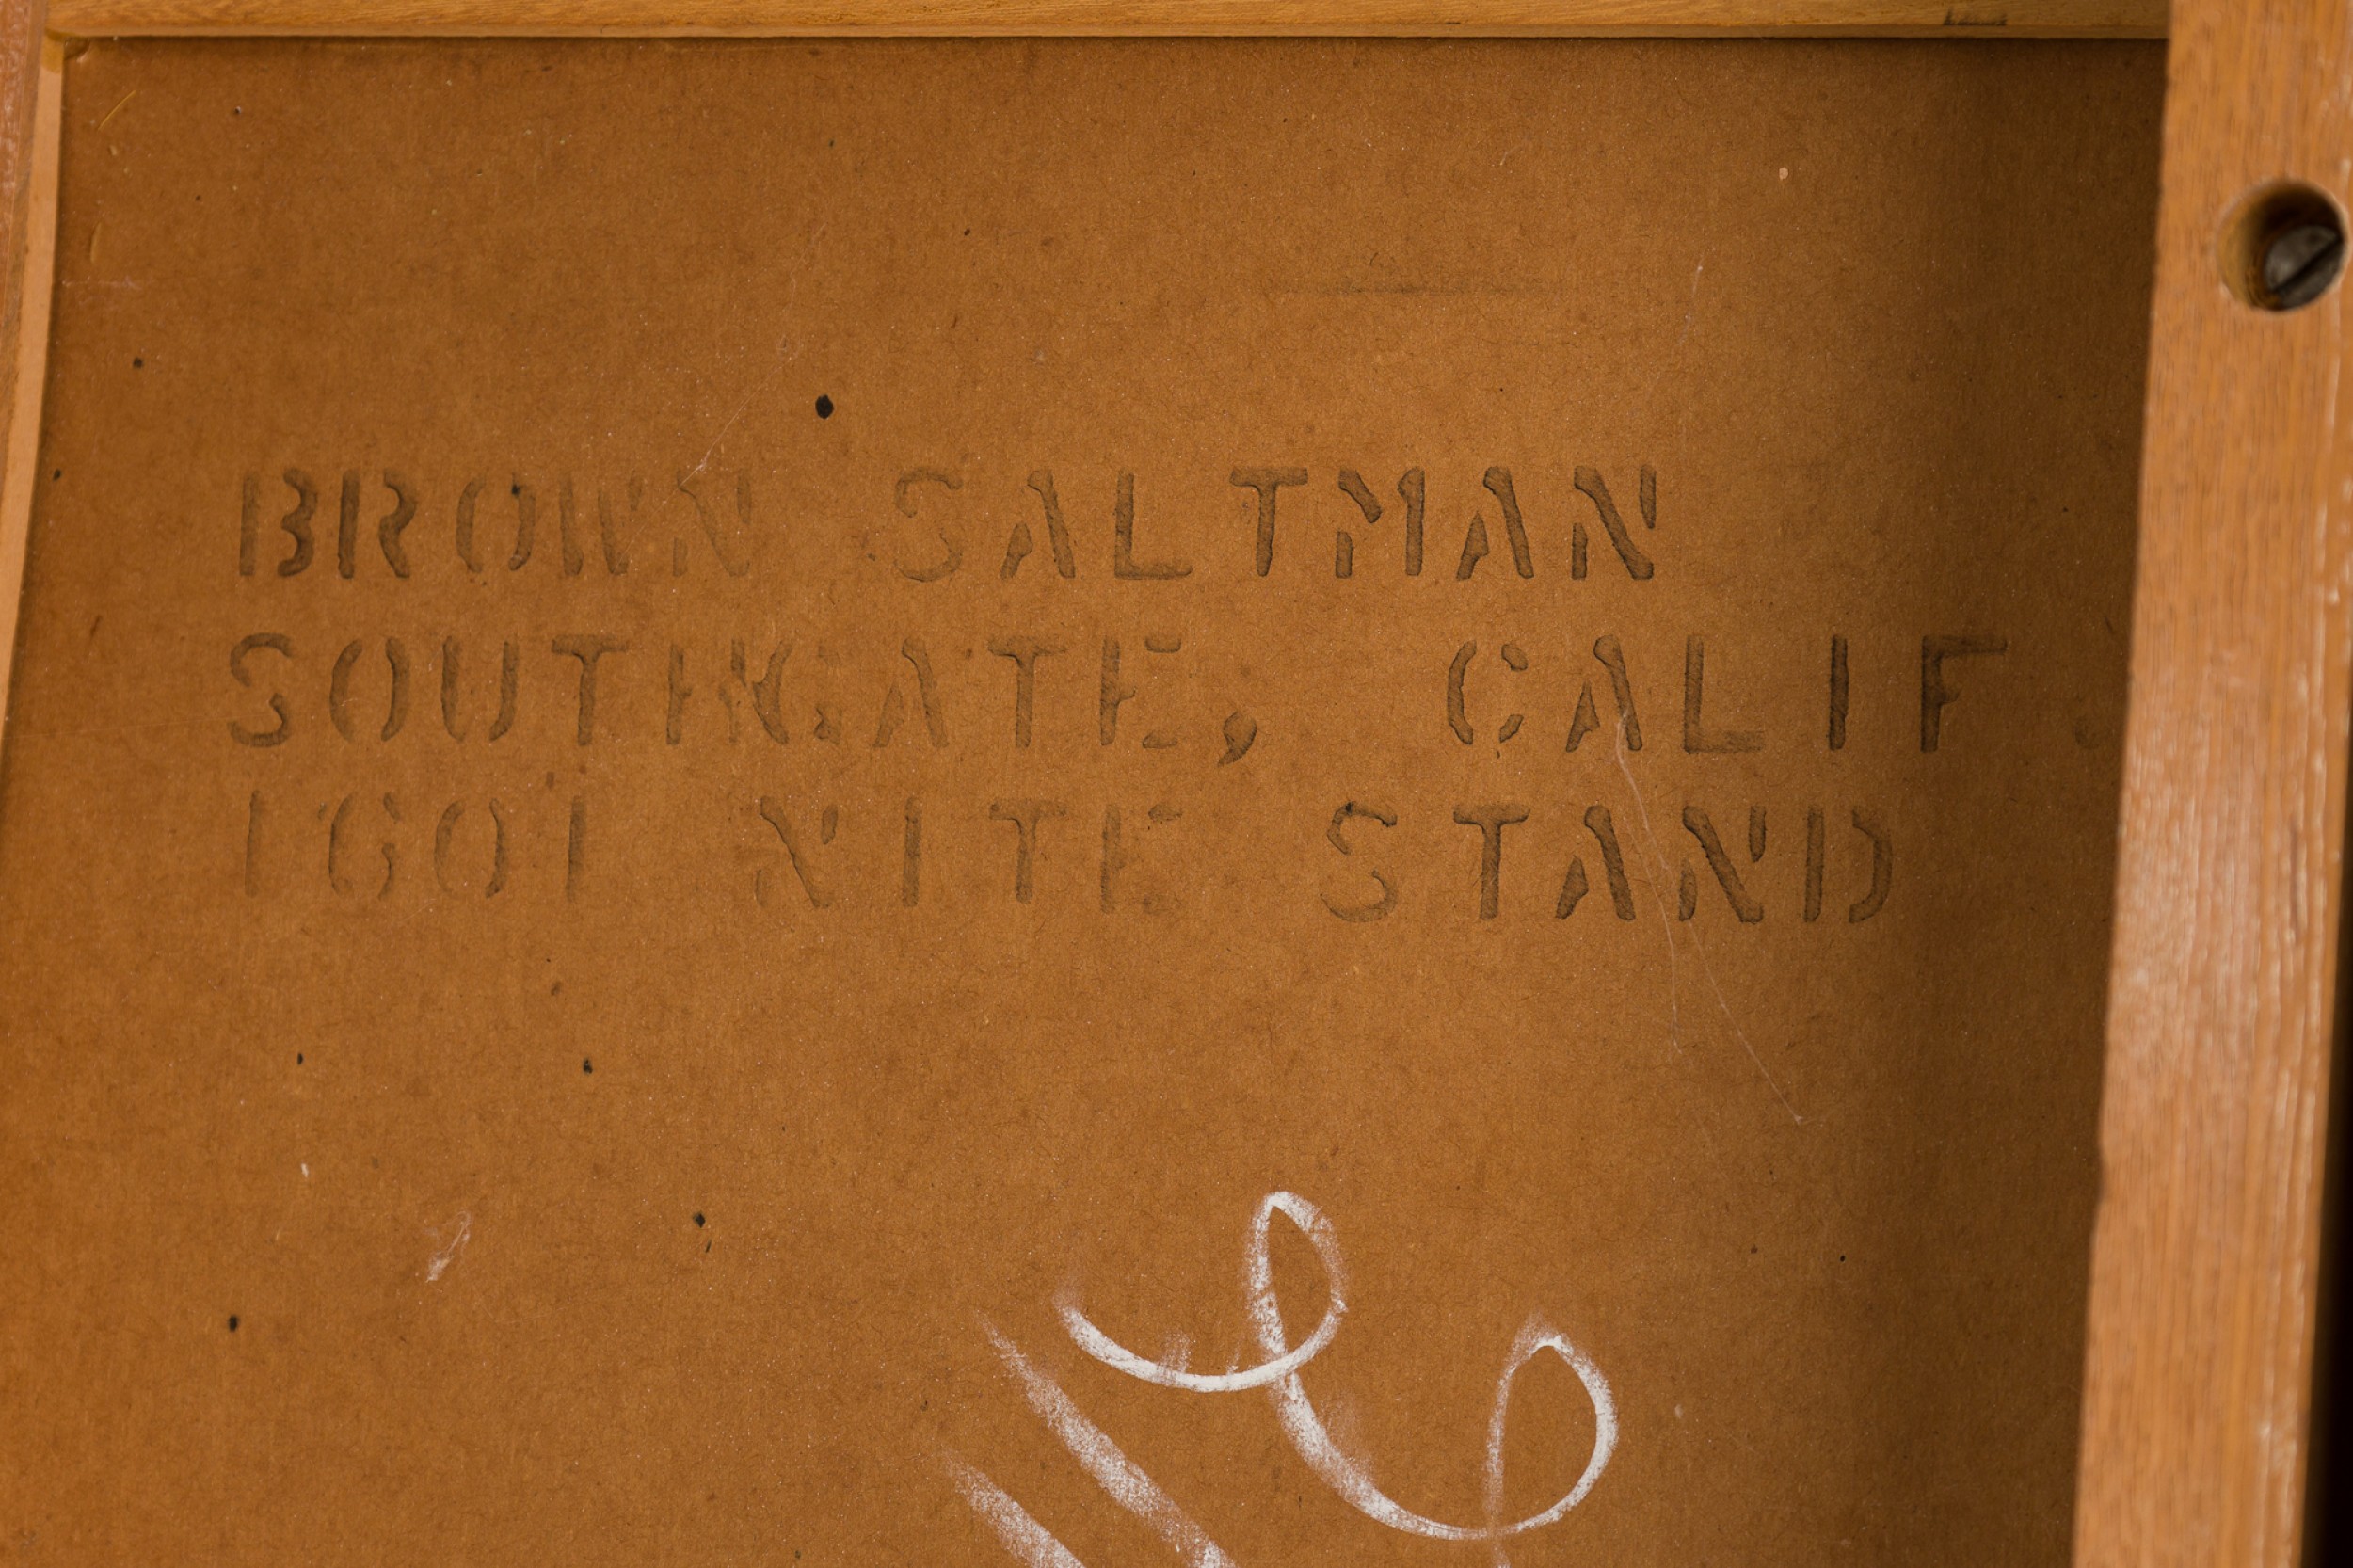 BROWN SALTMAN
SOUTHGATE, CALIF.
1601 NITE STAND